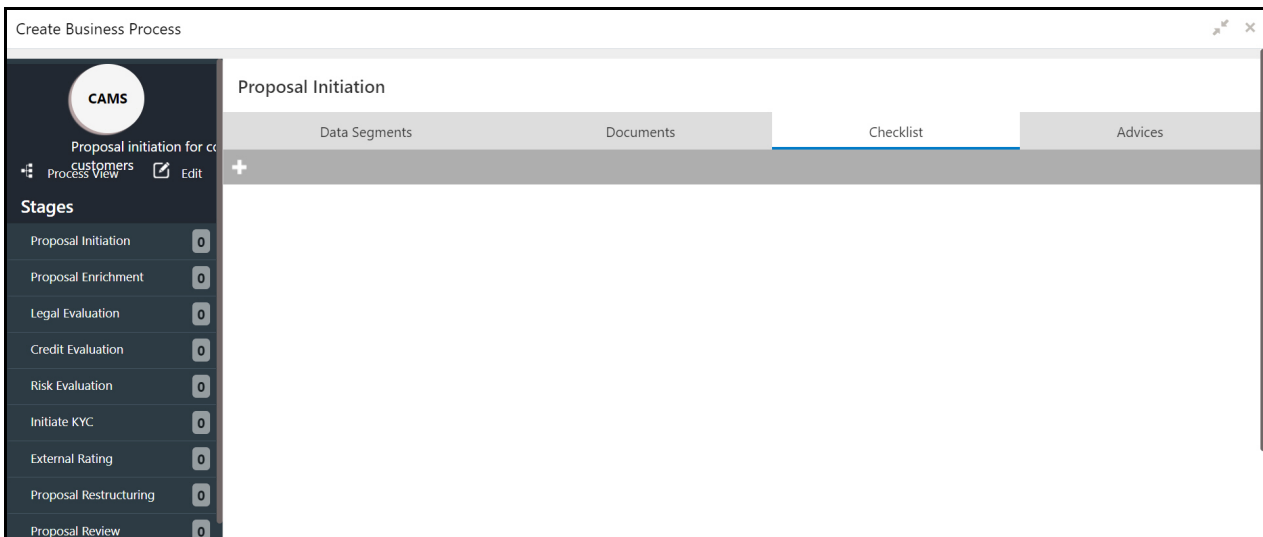 Create Business Process
CAMS
Proposal initiation for co
customers
Process View
Edit
Stages
Proposal Initiation 0
Proposal Enrichment 0
Legal Evaluation 0
Credit Evaluation 0
Risk Evaluation 0
Initiate KYC 0
External Rating 0
Proposal Restructuring 0
Proposal Review 0
Proposal Initiation
Data Segments Documents Checklist Advices